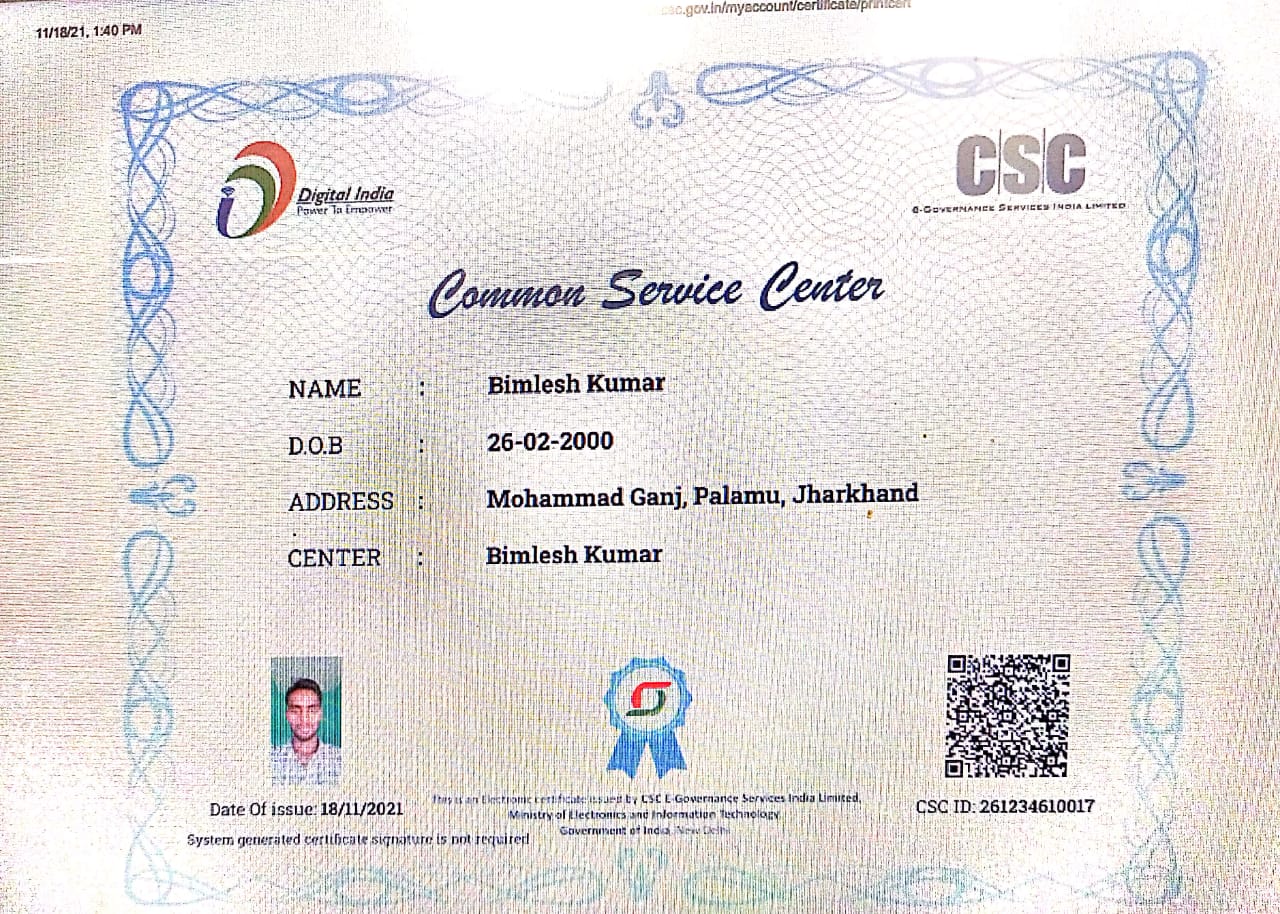 11/18/21, 1:40 PM
csc.gov.in/myaccount/certificate/printcert
Digital India
Power To Empower
CSC
e-Governance Services India Limited
Common Service Center
NAME : Bimlesh Kumar
D.O.B : 26-02-2000
ADDRESS : Mohammad Ganj, Palamu, Jharkhand
CENTER : Bimlesh Kumar
Date Of issue: 18/11/2021
This is an Electronic certificate issued by CSC E-Governance Services India Limited,
Ministry of Electronics and Information Technology
Government of India, New Delhi
CSC ID: 261234610017
System generated certificate signature is not required